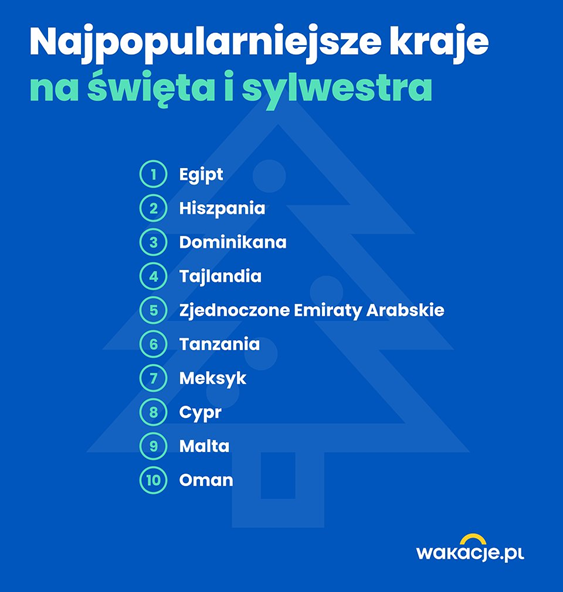 Najpopularniejsze kraje
na święta i sylwestra
1 Egipt
2 Hiszpania
3 Dominikana
4 Tajlandia
5 Zjednoczone Emiraty Arabskie
6 Tanzania
7 Meksyk
8 Cypr
9 Malta
10 Oman
wakacje.pl